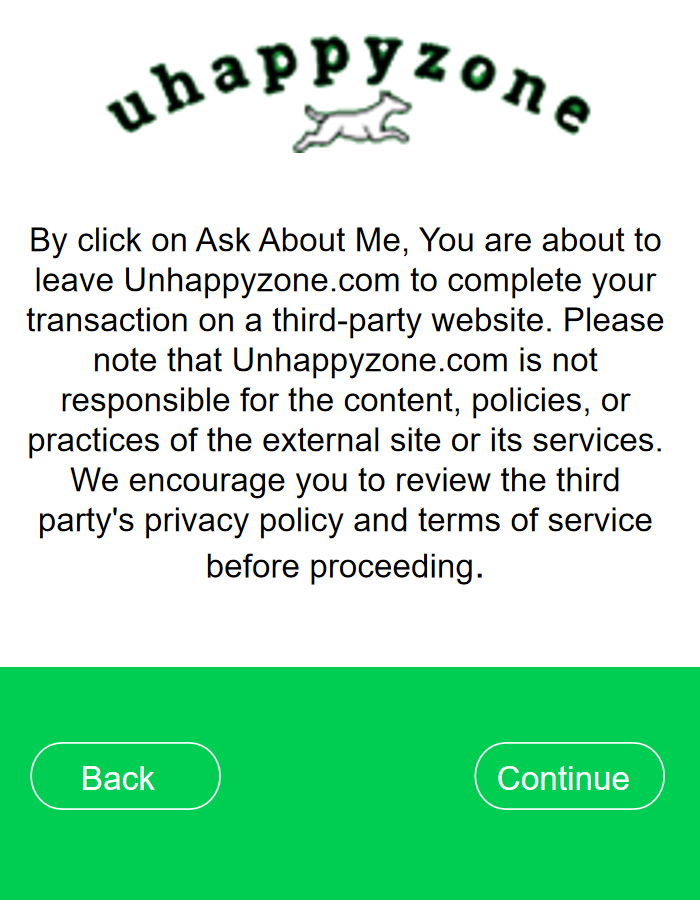 uhappyzone
By click on Ask About Me, You are about to
leave Unhappyzone.com to complete your
transaction on a third-party website. Please
note that Unhappyzone.com is not
responsible for the content, policies, or
practices of the external site or its services.
We encourage you to review the third
party's privacy policy and terms of service
before proceeding.
Back
Continue